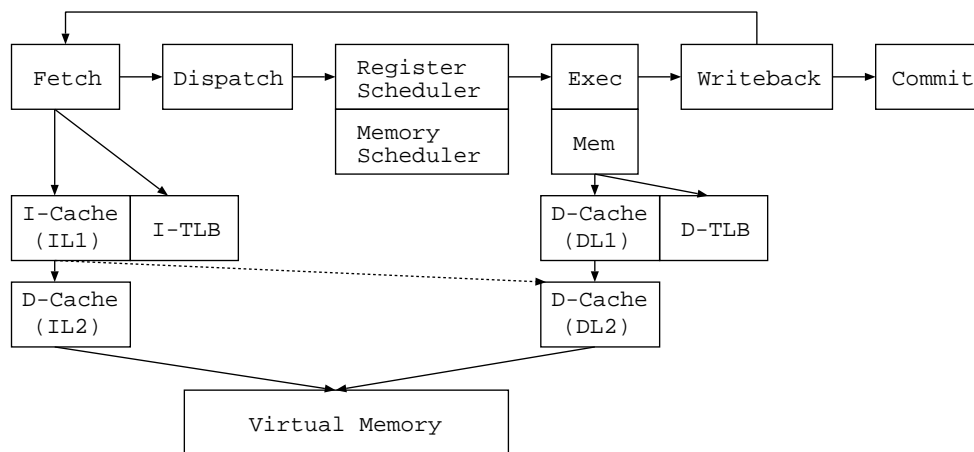 Fetch
Dispatch
Register
Scheduler
Exec
Writeback
Commit
Memory
Scheduler
Mem
I-Cache
(IL1)
I-TLB
D-Cache
(DL1)
D-TLB
D-Cache
(IL2)
D-Cache
(DL2)
Virtual Memory